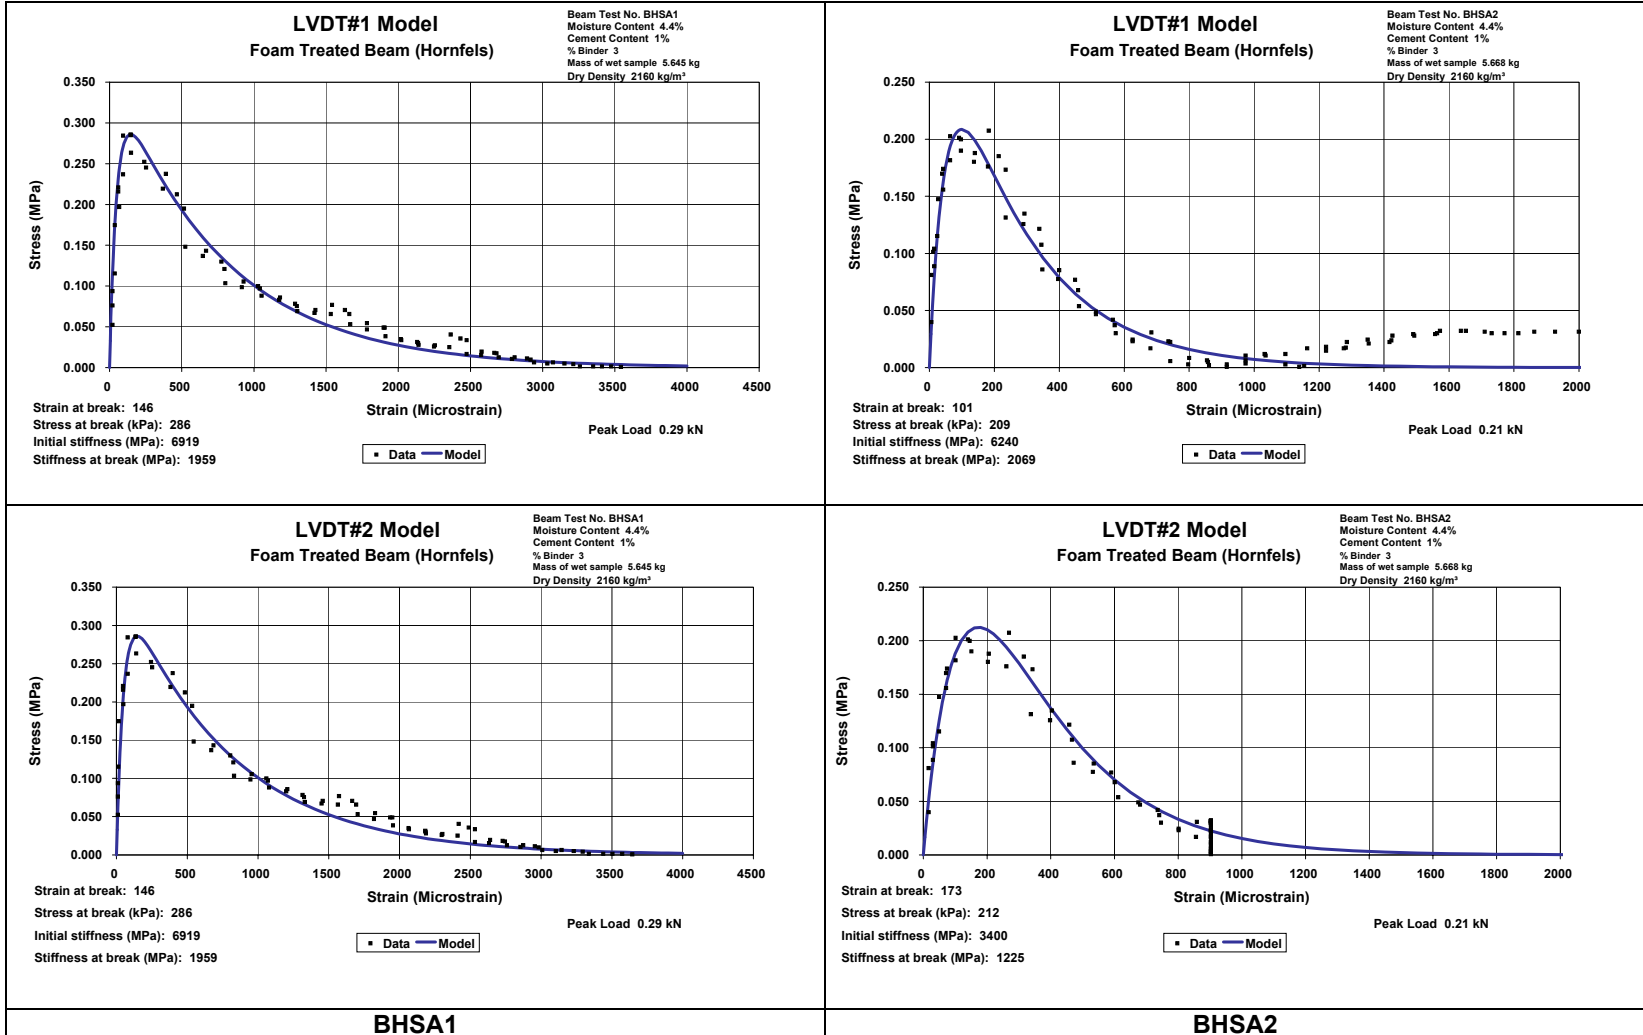 LVDT#1 Model
Foam Treated Beam (Hornfels)
Beam Test No. BHSA1
Moisture Content 4.4%
Cement Content 1%
% Binder 3
Mass of wet sample 5.645 kg
Dry Density 2160 kg/m³
0.350
0.300
0.250
0.200
0.150
0.100
0.050
0.000
Stress (MPa)
0 500 1000 1500 2000 2500 3000 3500 4000 4500
Strain (Microstrain)
Strain at break: 146
Stress at break (kPa): 286
Initial stiffness (MPa): 6919
Stiffness at break (MPa): 1959
Peak Load 0.29 kN
Data Model
LVDT#1 Model
Foam Treated Beam (Hornfels)
Beam Test No. BHSA2
Moisture Content 4.4%
Cement Content 1%
% Binder 3
Mass of wet sample 5.668 kg
Dry Density 2160 kg/m³
0.250
0.200
0.150
0.100
0.050
0.000
Stress (MPa)
0 200 400 600 800 1000 1200 1400 1600 1800 2000
Strain (Microstrain)
Strain at break: 101
Stress at break (kPa): 209
Initial stiffness (MPa): 6240
Stiffness at break (MPa): 2069
Peak Load 0.21 kN
Data Model
LVDT#2 Model
Foam Treated Beam (Hornfels)
Beam Test No. BHSA1
Moisture Content 4.4%
Cement Content 1%
% Binder 3
Mass of wet sample 5.645 kg
Dry Density 2160 kg/m³
0.350
0.300
0.250
0.200
0.150
0.100
0.050
0.000
Stress (MPa)
0 500 1000 1500 2000 2500 3000 3500 4000 4500
Strain (Microstrain)
Strain at break: 146
Stress at break (kPa): 286
Initial stiffness (MPa): 6919
Stiffness at break (MPa): 1959
Peak Load 0.29 kN
Data Model
LVDT#2 Model
Foam Treated Beam (Hornfels)
Beam Test No. BHSA2
Moisture Content 4.4%
Cement Content 1%
% Binder 3
Mass of wet sample 5.668 kg
Dry Density 2160 kg/m³
0.250
0.200
0.150
0.100
0.050
0.000
Stress (MPa)
0 200 400 600 800 1000 1200 1400 1600 1800 2000
Strain (Microstrain)
Strain at break: 173
Stress at break (kPa): 212
Initial stiffness (MPa): 3400
Stiffness at break (MPa): 1225
Peak Load 0.21 kN
Data Model
BHSA1
BHSA2